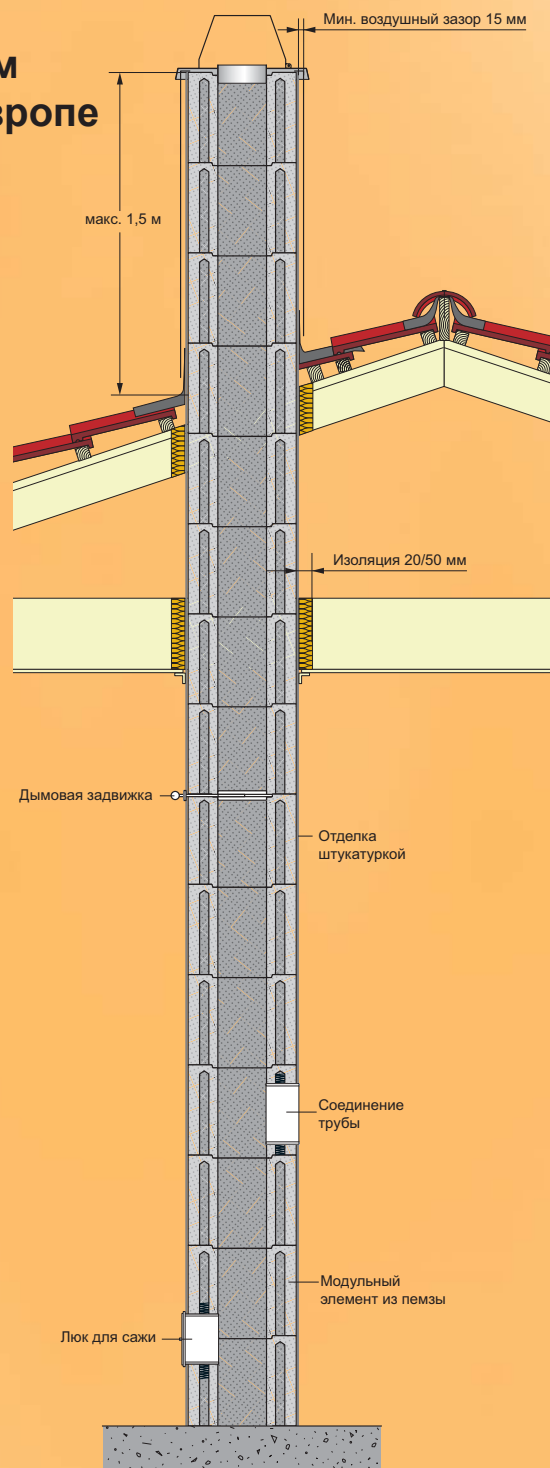 Мин. воздушный зазор 15 мм
м
вропе
макс. 1,5 м
Изоляция 20/50 мм
Дымовая задвижка
Отделка
штукатуркой
Соединение
трубы
Модульный
элемент из пемзы
Люк для сажи